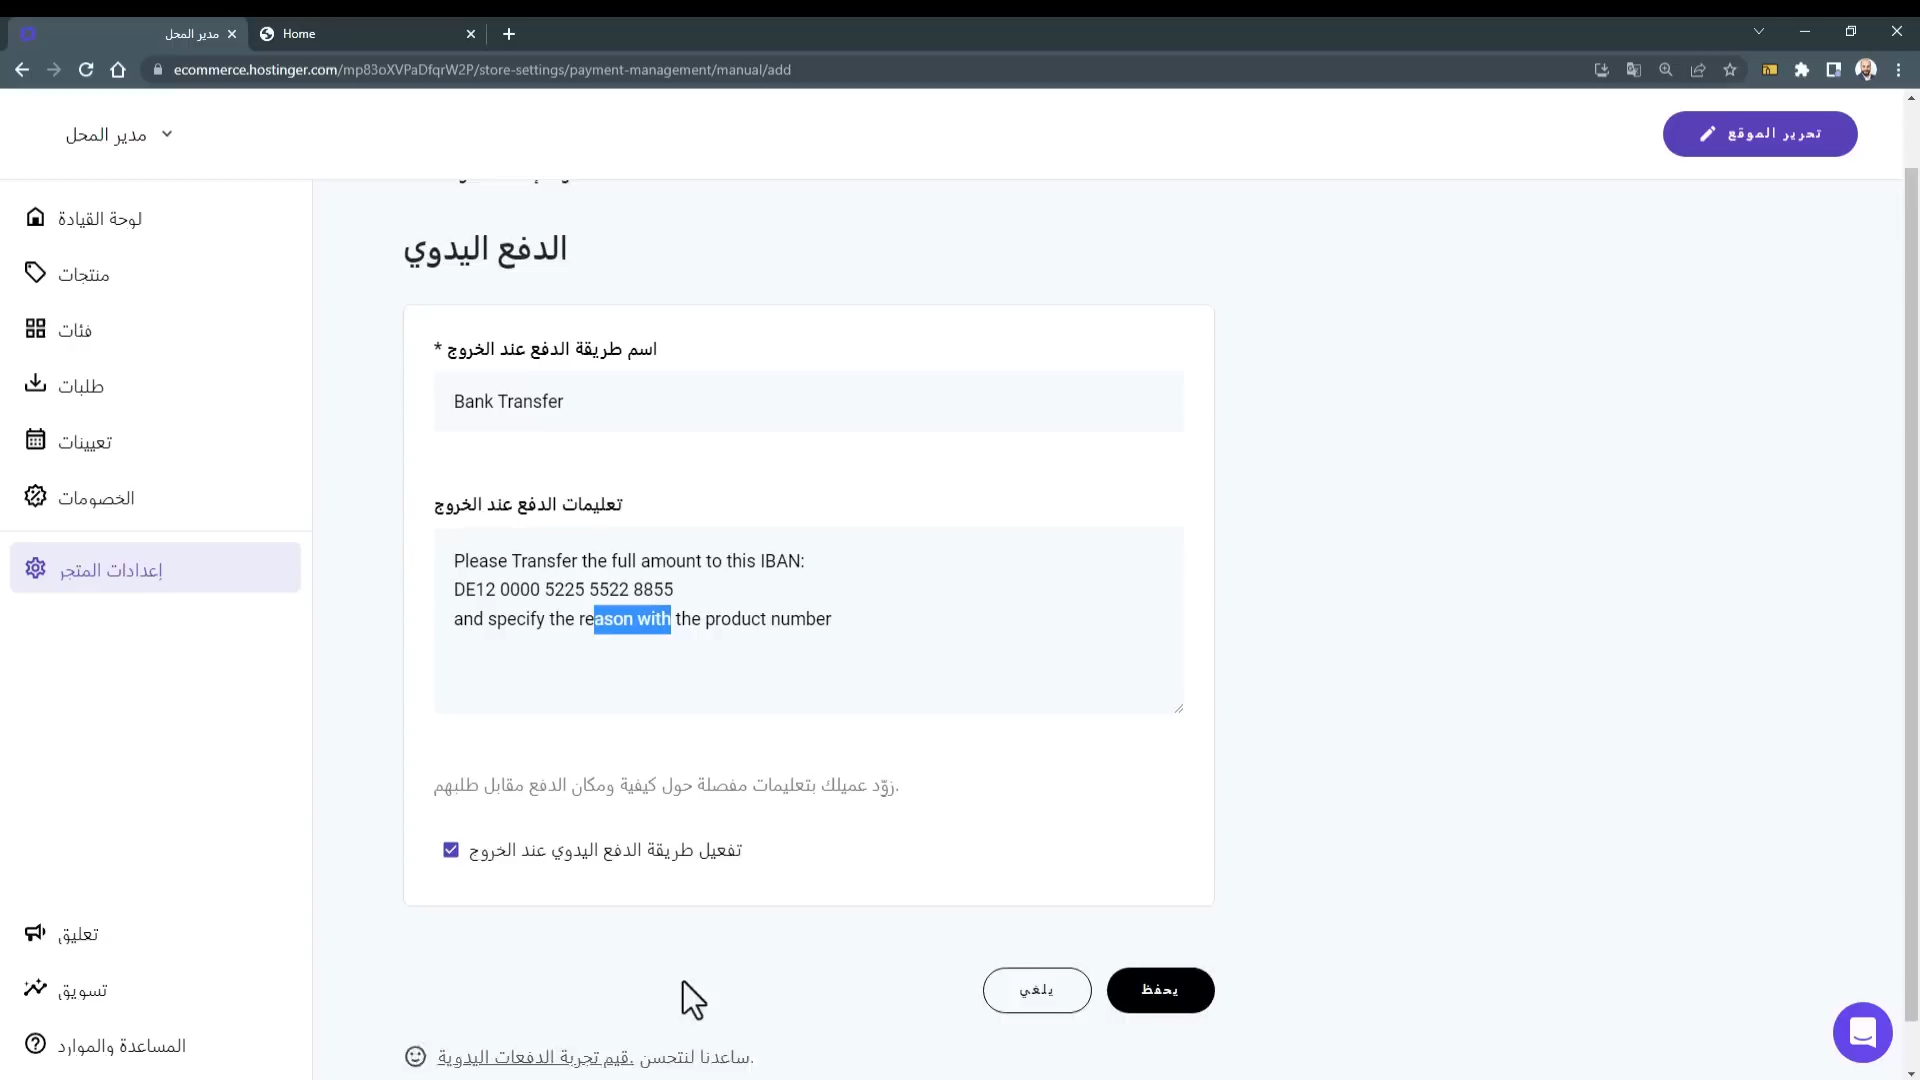 مدير المحل
Home
ecommerce.hostinger.com/mp83oXVPaDfqrW2P/store-settings/payment-management/manual/add
مدير المحل
تحرير الموقع
لوحة القيادة
منتجات
فئات
طلبات
تعيينات
الخصومات
إعدادات المتجر
تعليق
تسويق
المساعدة والموارد
الدفع اليدوي
اسم طريقة الدفع عند الخروج *
Bank Transfer
تعليمات الدفع عند الخروج
Please Transfer the full amount to this IBAN:
DE12 0000 5225 5522 8855
and specify the reason with the product number
زوّد عميلك بتعليمات مفصلة حول كيفية ومكان الدفع مقابل طلبهم.
تفعيل طريقة الدفع اليدوي عند الخروج
يلغي
يحفظ
ساعدنا لنتحسن. قيم تجربة الدفعات اليدوية.